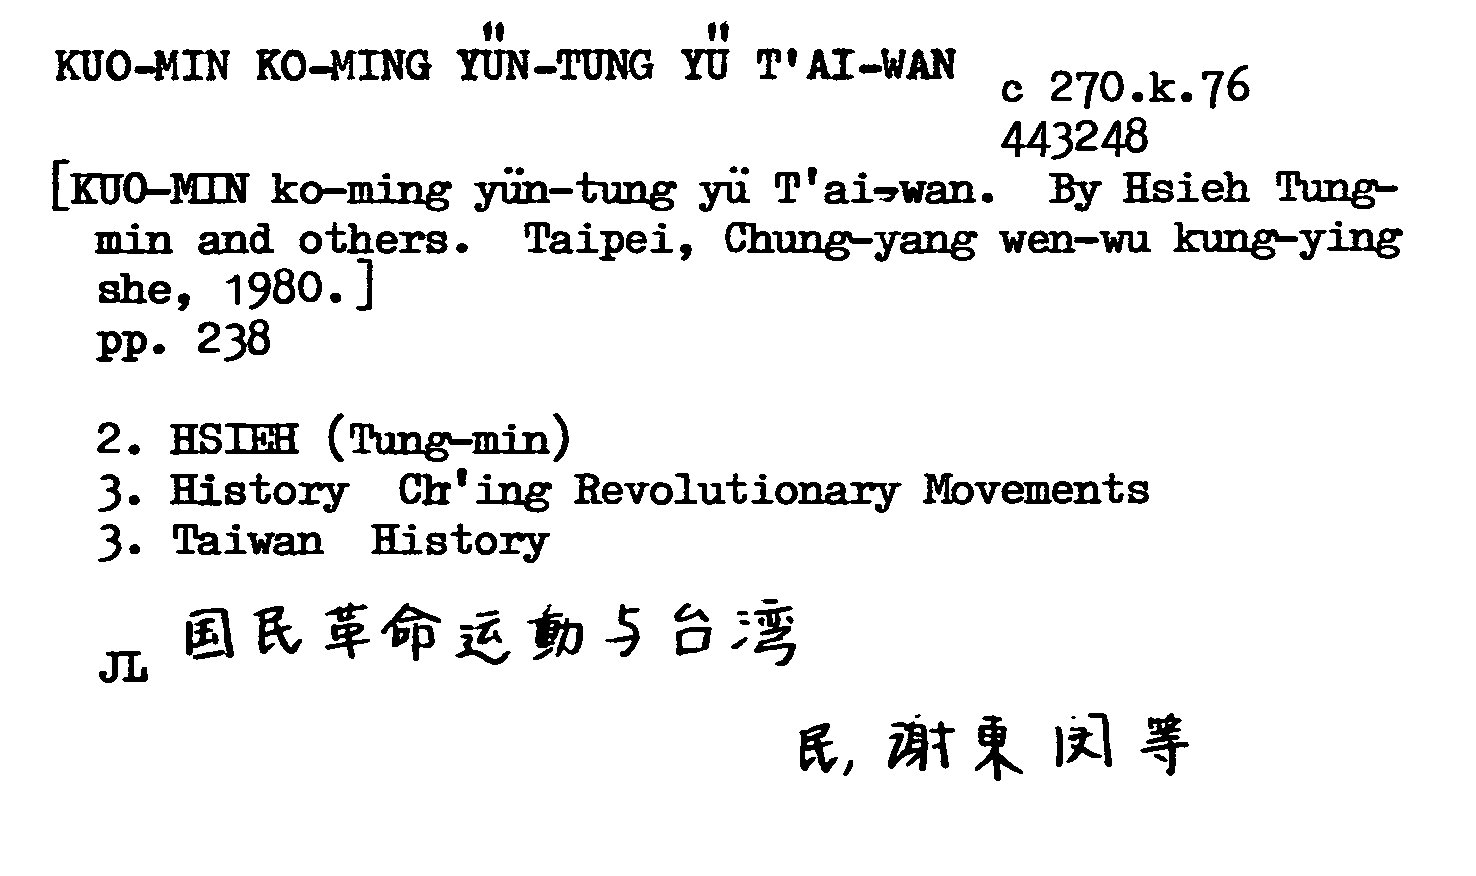 KUO-MIN KO-MING YÜN-TUNG YÜ T'AI-WAN
c 270.k.76
443248
[KUO-MIN ko-ming yün-tung yü T'ai-wan. By Hsieh Tung-
min and others. Taipei, Chung-yang wen-wu kung-ying
she, 1980.]
pp. 238
2. HSIEH (Tung-min)
3. History Ch'ing Revolutionary Movements
3. Taiwan History
国民革命运動与台湾
JL
民, 谢東闵等